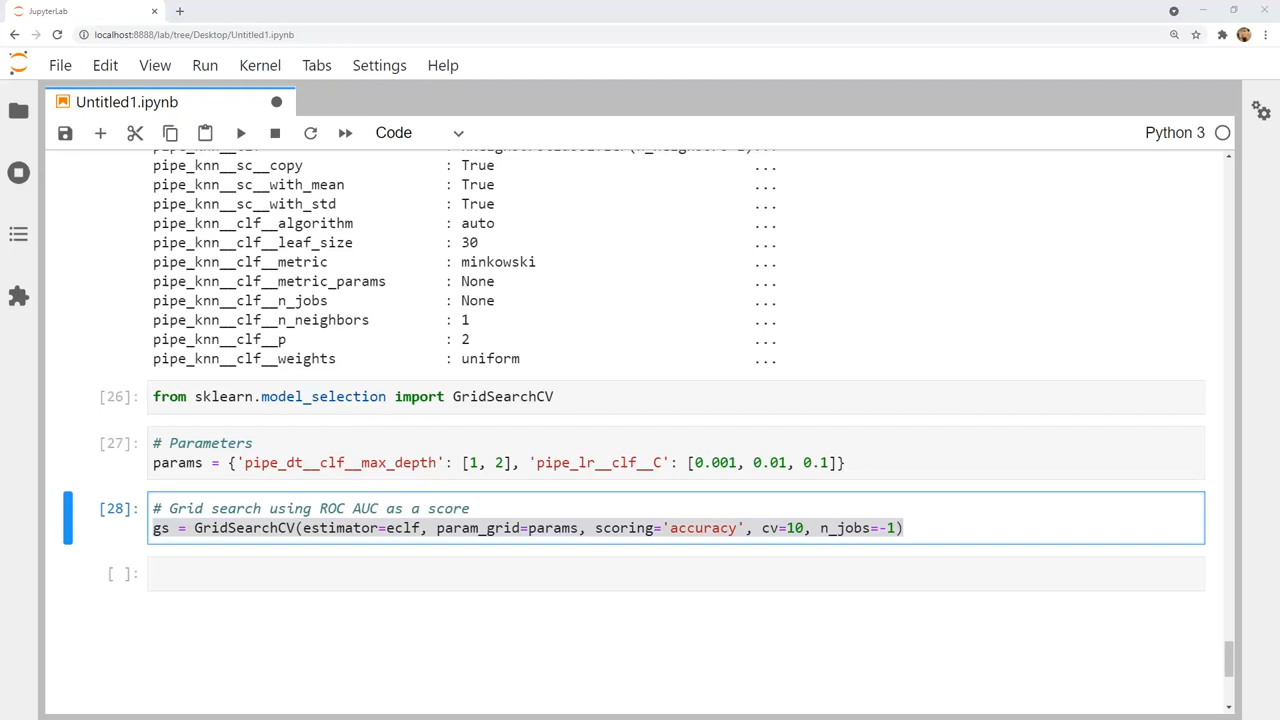 JupyterLab
localhost:8888/lab/tree/Desktop/Untitled1.ipynb
File Edit View Run Kernel Tabs Settings Help
Untitled1.ipynb
Code Python 3
pipe_knn__sc__copy : True ...
pipe_knn__sc__with_mean : True ...
pipe_knn__sc__with_std : True ...
pipe_knn__clf__algorithm : auto ...
pipe_knn__clf__leaf_size : 30 ...
pipe_knn__clf__metric : minkowski ...
pipe_knn__clf__metric_params : None ...
pipe_knn__clf__n_jobs : None ...
pipe_knn__clf__n_neighbors : 1 ...
pipe_knn__clf__p : 2 ...
pipe_knn__clf__weights : uniform ...
[26]: from sklearn.model_selection import GridSearchCV
[27]: # Parameters
params = {'pipe_dt__clf__max_depth': [1, 2], 'pipe_lr__clf__C': [0.001, 0.01, 0.1]}
[28]: # Grid search using ROC AUC as a score
gs = GridSearchCV(estimator=eclf, param_grid=params, scoring='accuracy', cv=10, n_jobs=-1)
[ ]: